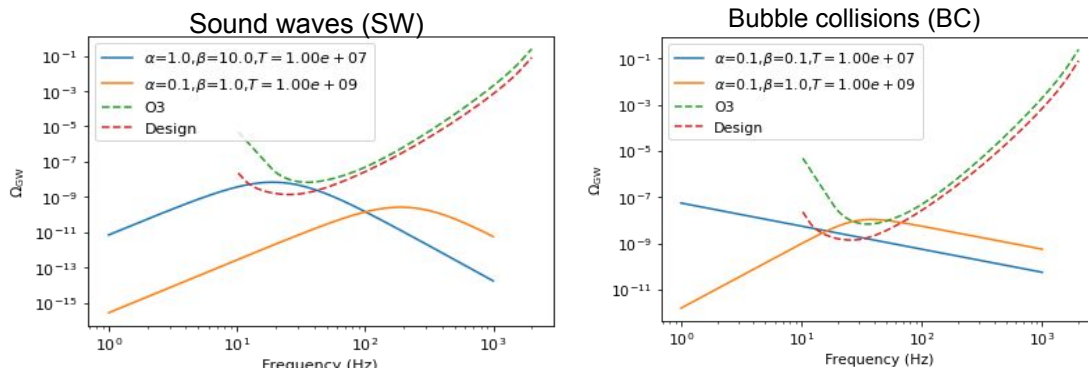 Sound waves (SW)
10⁻¹
10⁻³
10⁻⁵
10⁻⁷
10⁻⁹
10⁻¹¹
10⁻¹³
10⁻¹⁵
Ω_GW
α=1.0,β=10.0,T=1.00e+07
α=0.1,β=1.0,T=1.00e+09
O3
Design
10⁰ 10¹ 10² 10³
Frequency (Hz)
Bubble collisions (BC)
10⁻¹
10⁻³
10⁻⁵
10⁻⁷
10⁻⁹
10⁻¹¹
Ω_GW
α=0.1,β=0.1,T=1.00e+07
α=0.1,β=1.0,T=1.00e+09
O3
Design
10⁰ 10¹ 10² 10³
Frequency (Hz)